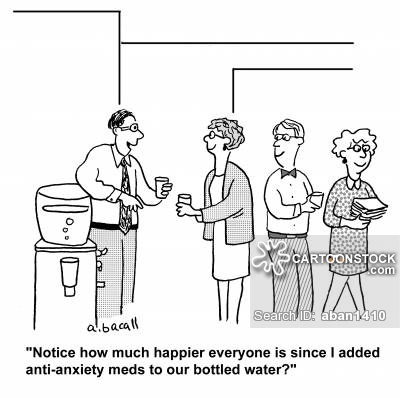 CARTOONSTOCK
.com
Search ID: aban1410
a.bacall
"Notice how much happier everyone is since I added
anti-anxiety meds to our bottled water?"